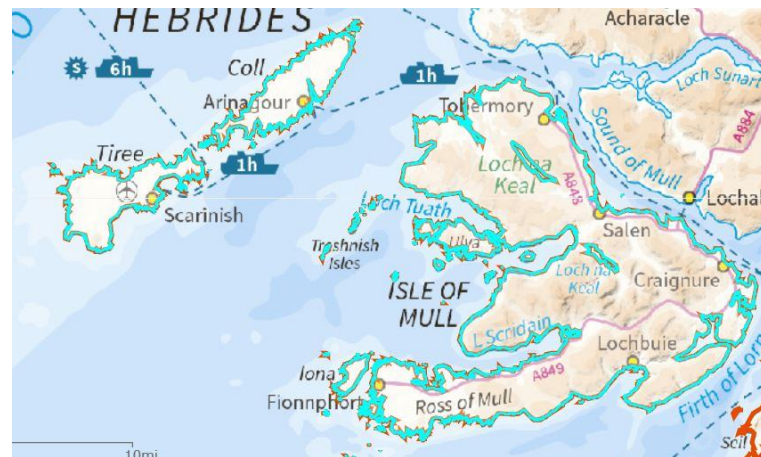 HEBRIDES
Acharacle
S
6h
Coll
1h
Loch Sunart
Arinagour
Tobermory
A884
Tiree
1h
Loch na
Keal
Sound of Mull
A848
Scarinish
Loch Tuath
Ulva
Salen
Lochal
Treshnish
Isles
Loch na
Keal
Craignure
ISLE OF
MULL
L Scridain
Lochbuie
Iona
Fionnphort
A849
Ross of Mull
Firth of Lorn
Seil
10mi